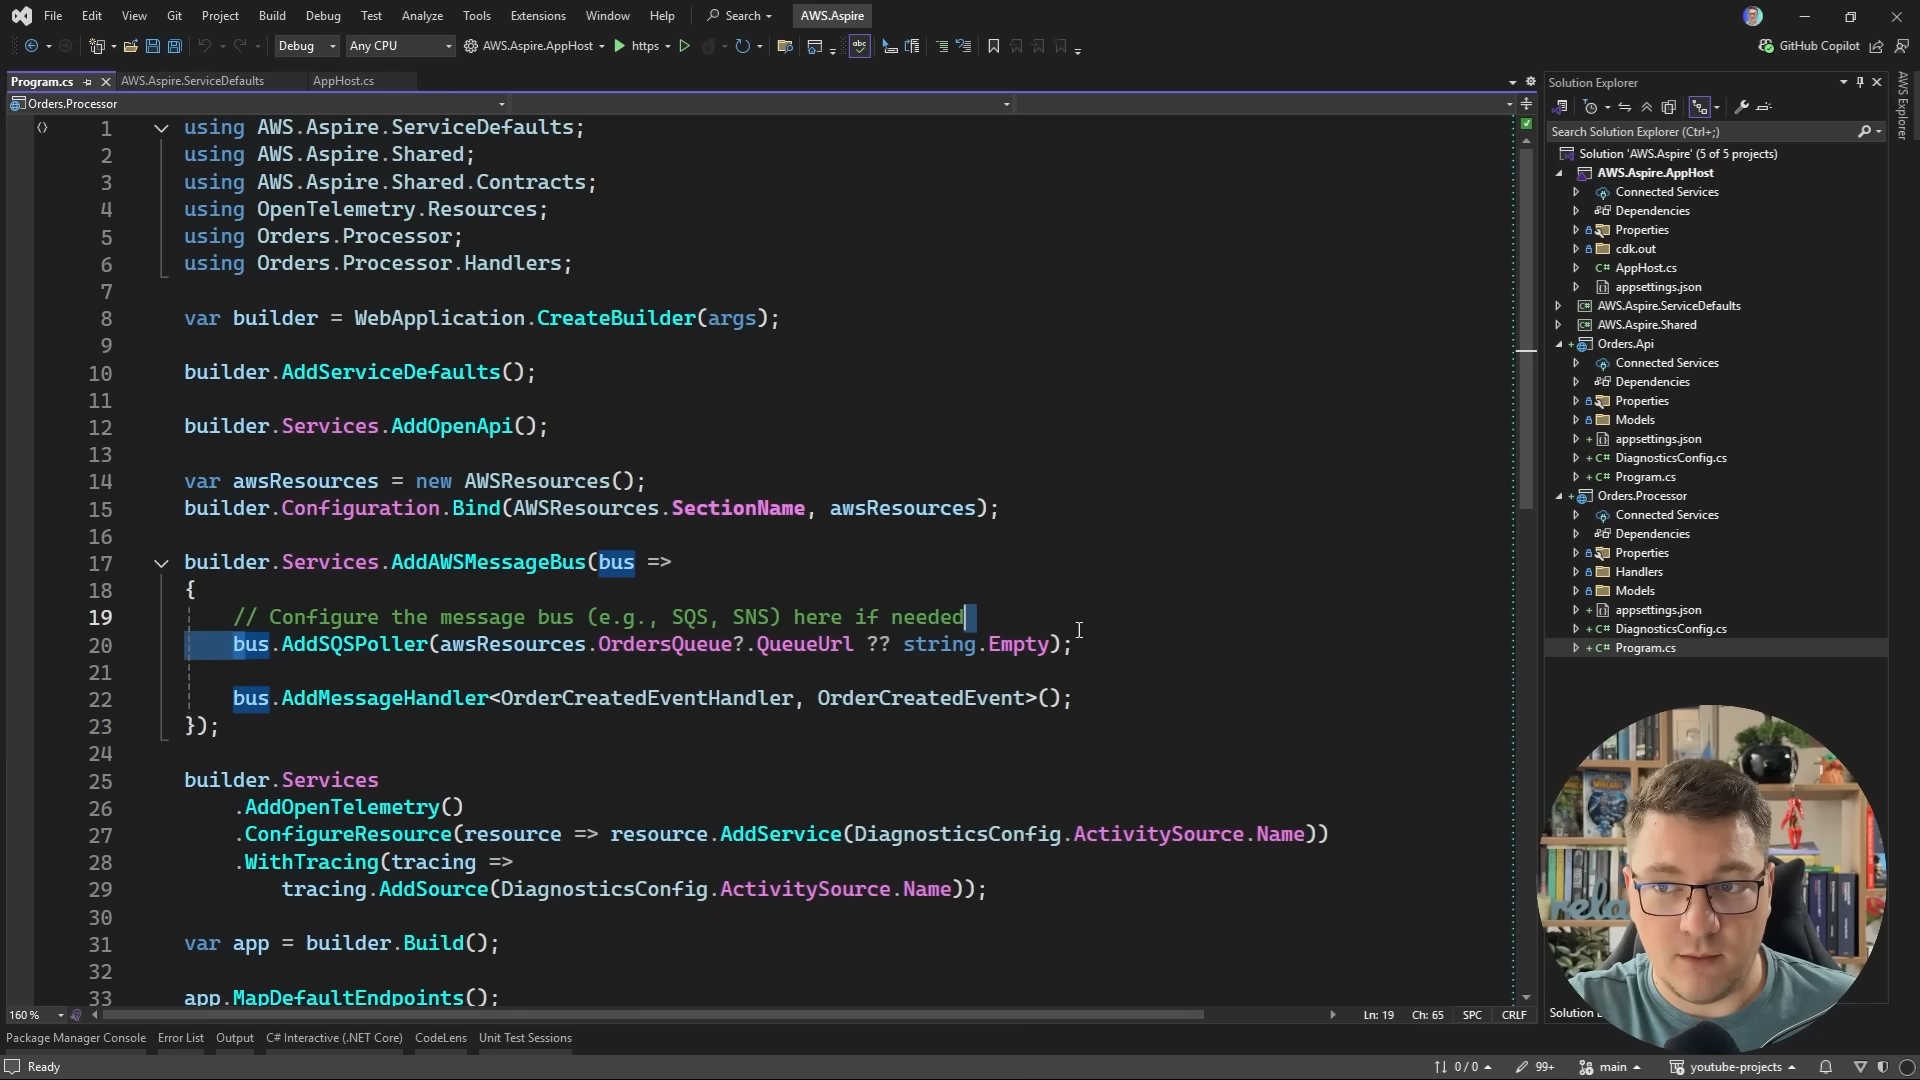 File Edit View Git Project Build Debug Test Analyze Tools Extensions Window Help Search AWS.Aspire
Debug Any CPU AWS.Aspire.AppHost https GitHub Copilot
Program.cs AWS.Aspire.ServiceDefaults AppHost.cs
Orders.Processor
1 using AWS.Aspire.ServiceDefaults;
2 using AWS.Aspire.Shared;
3 using AWS.Aspire.Shared.Contracts;
4 using OpenTelemetry.Resources;
5 using Orders.Processor;
6 using Orders.Processor.Handlers;
7
8 var builder = WebApplication.CreateBuilder(args);
9
10 builder.AddServiceDefaults();
11
12 builder.Services.AddOpenApi();
13
14 var awsResources = new AWSResources();
15 builder.Configuration.Bind(AWSResources.SectionName, awsResources);
16
17 builder.Services.AddAWSMessageBus(bus =>
18 {
19 // Configure the message bus (e.g., SQS, SNS) here if needed
20 bus.AddSQSPoller(awsResources.OrdersQueue?.QueueUrl ?? string.Empty);
22 bus.AddMessageHandler<OrderCreatedEventHandler, OrderCreatedEvent>();
23 });
24
25 builder.Services
26 .AddOpenTelemetry()
27 .ConfigureResource(resource => resource.AddService(DiagnosticsConfig.ActivitySource.Name))
28 .WithTracing(tracing =>
29 tracing.AddSource(DiagnosticsConfig.ActivitySource.Name));
30
31 var app = builder.Build();
32
33 app.MapDefaultEndpoints();
160 % Ln: 19 Ch: 65 SPC CRLF
Package Manager Console Error List Output C# Interactive (.NET Core) CodeLens Unit Test Sessions
Ready 0 / 0 99+ main youtube-projects
Solution Explorer
Search Solution Explorer (Ctrl+;)
Solution 'AWS.Aspire' (5 of 5 projects)
AWS.Aspire.AppHost
Connected Services
Dependencies
Properties
cdk.out
C# AppHost.cs
appsettings.json
AWS.Aspire.ServiceDefaults
AWS.Aspire.Shared
Orders.Api
Connected Services
Dependencies
Properties
Models
appsettings.json
C# DiagnosticsConfig.cs
C# Program.cs
Orders.Processor
Connected Services
Dependencies
Properties
Handlers
Models
appsettings.json
C# DiagnosticsConfig.cs
C# Program.cs
Solution E
AWS Explorer